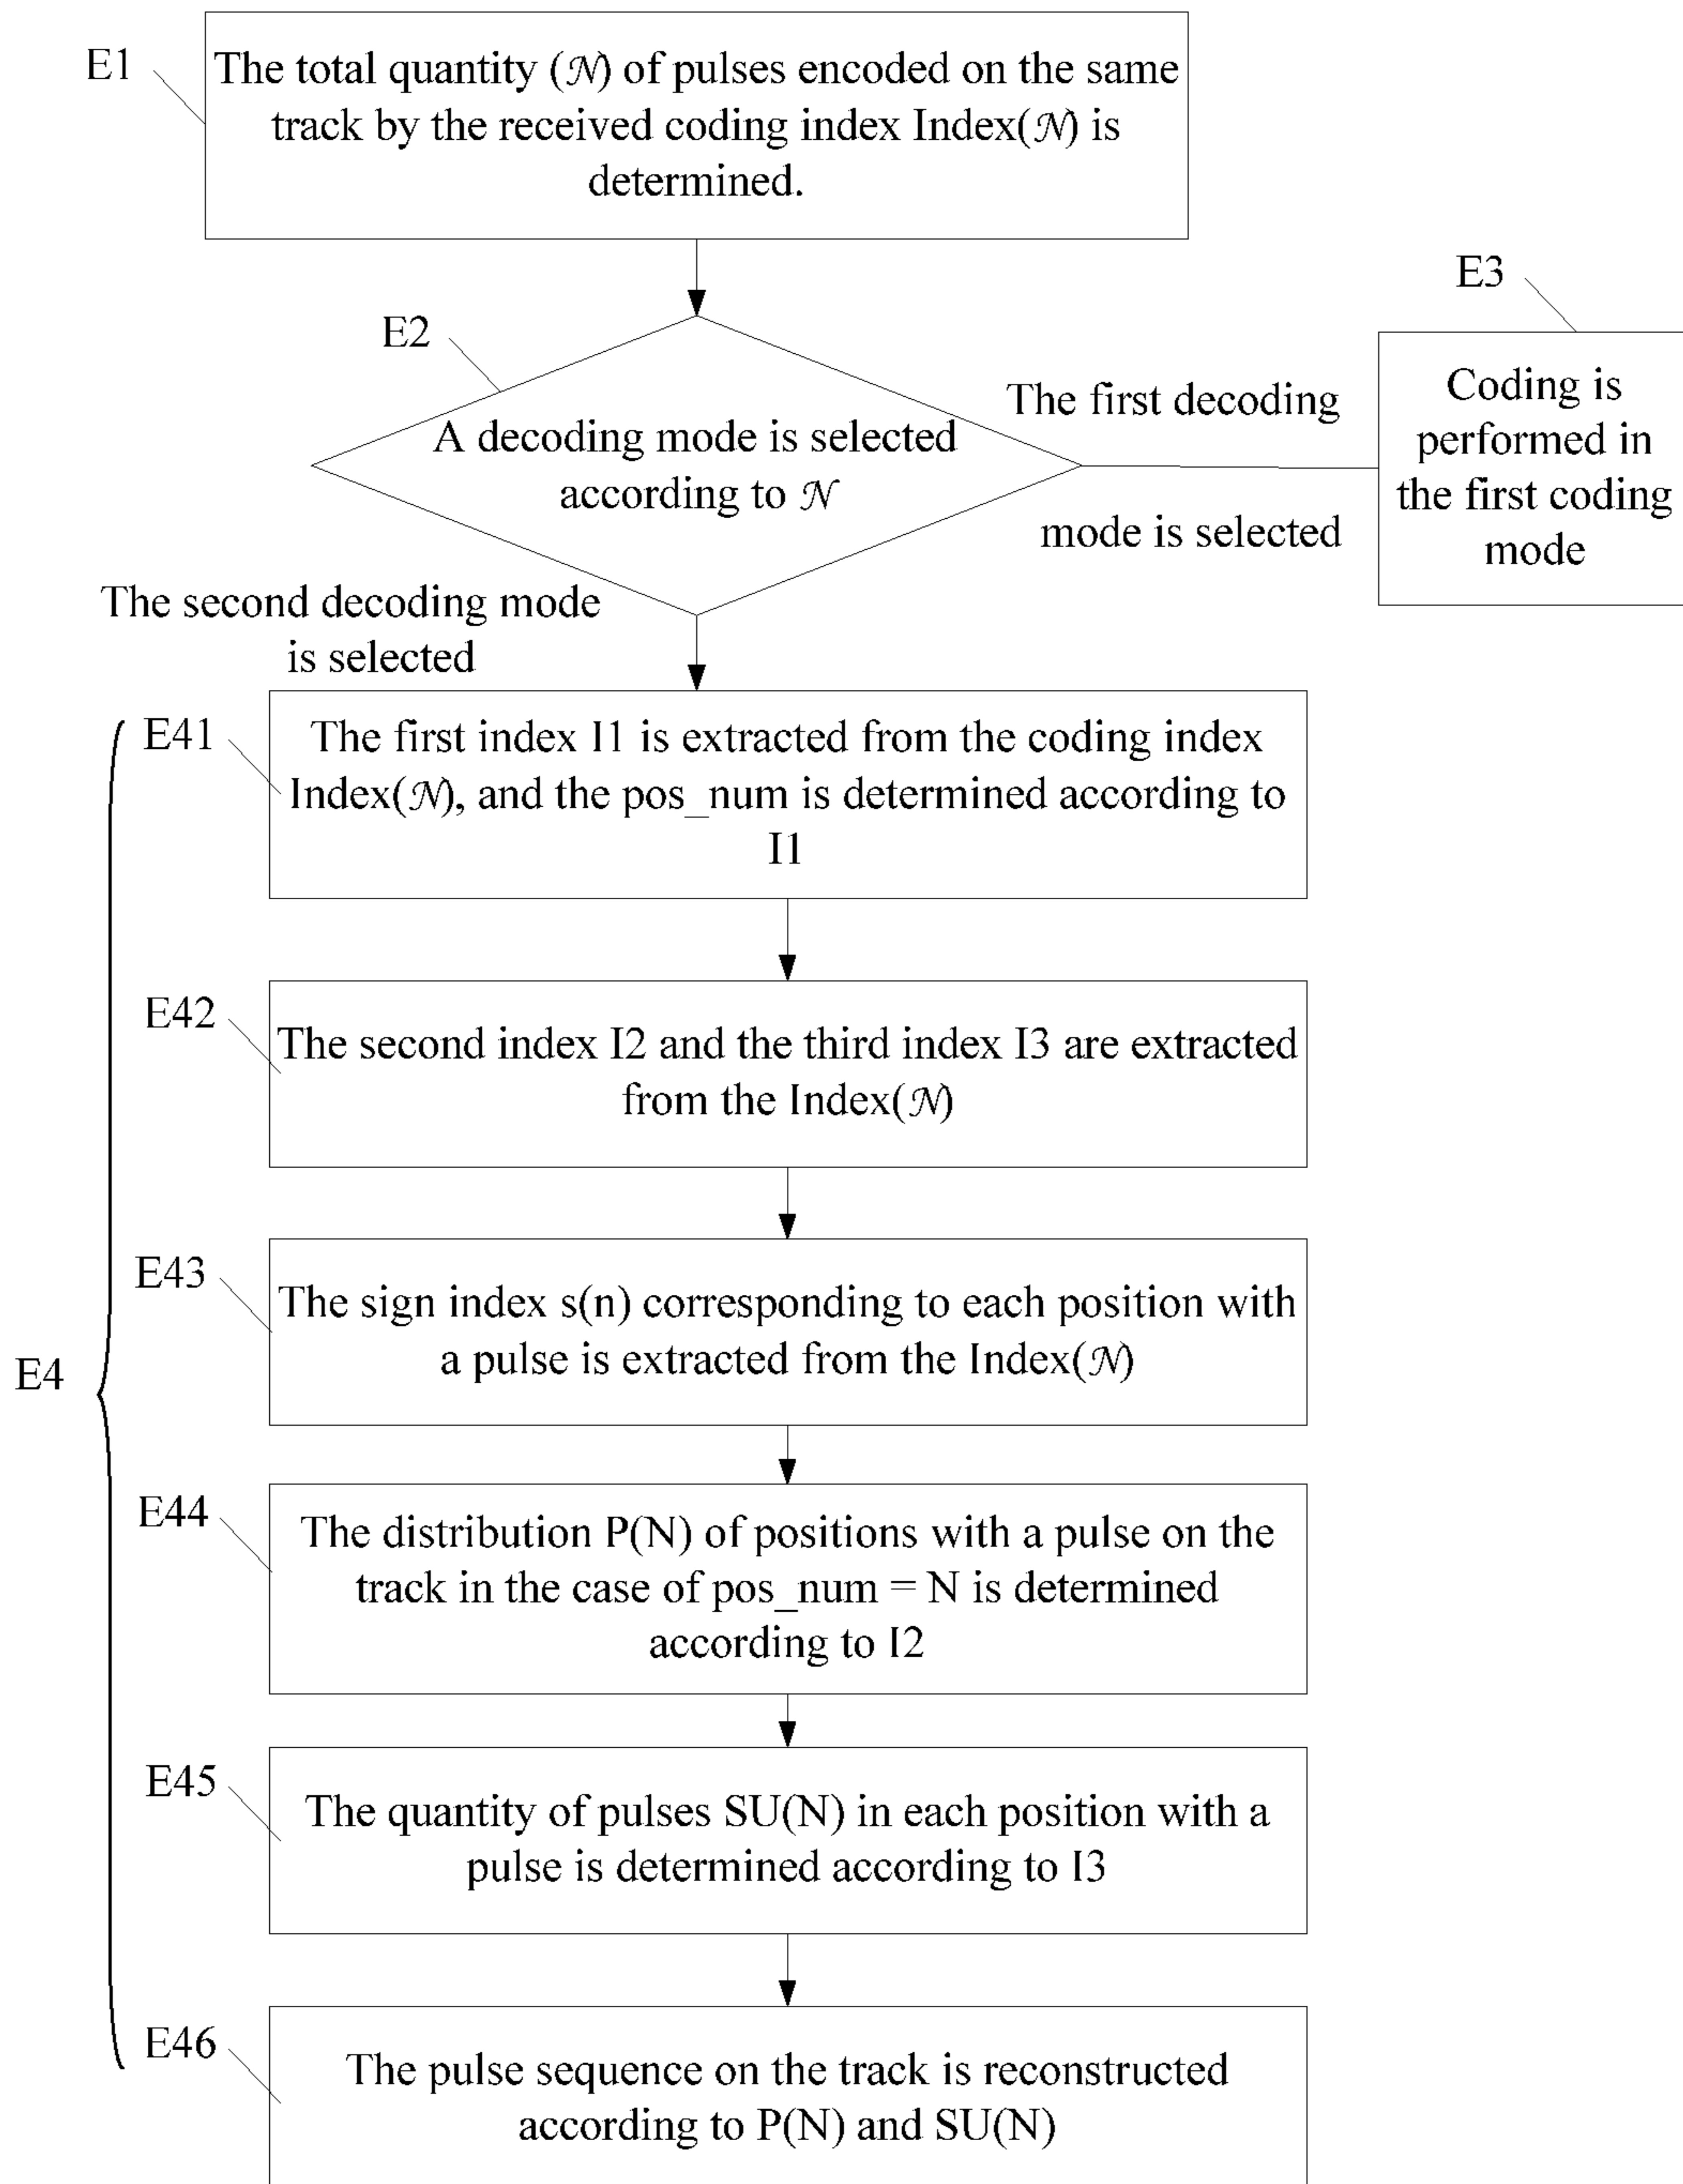 E1
The total quantity (𝒩) of pulses encoded on the same
track by the received coding index Index(𝒩) is
determined.
E2
A decoding mode is selected
according to 𝒩
The first decoding
mode is selected
E3
Coding is
performed in
the first coding
mode
The second decoding mode
is selected
E4
E41
The first index I1 is extracted from the coding index
Index(𝒩), and the pos_num is determined according to
I1
E42
The second index I2 and the third index I3 are extracted
from the Index(𝒩)
E43
The sign index s(n) corresponding to each position with
a pulse is extracted from the Index(𝒩)
E44
The distribution P(N) of positions with a pulse on the
track in the case of pos_num = N is determined
according to I2
E45
The quantity of pulses SU(N) in each position with a
pulse is determined according to I3
E46
The pulse sequence on the track is reconstructed
according to P(N) and SU(N)